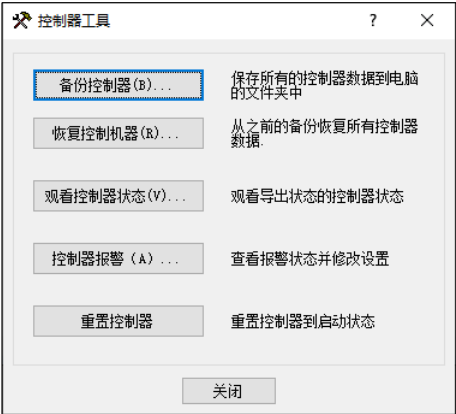 控制器工具
备份控制器(B)...
保存所有的控制器数据到电脑
的文件夹中
恢复控制机器(R)...
从之前的备份恢复所有控制器
数据.
观看控制器状态(V)...
观看导出状态的控制器状态
控制器报警 (A) ...
查看报警状态并修改设置
重置控制器
重置控制器到启动状态
关闭